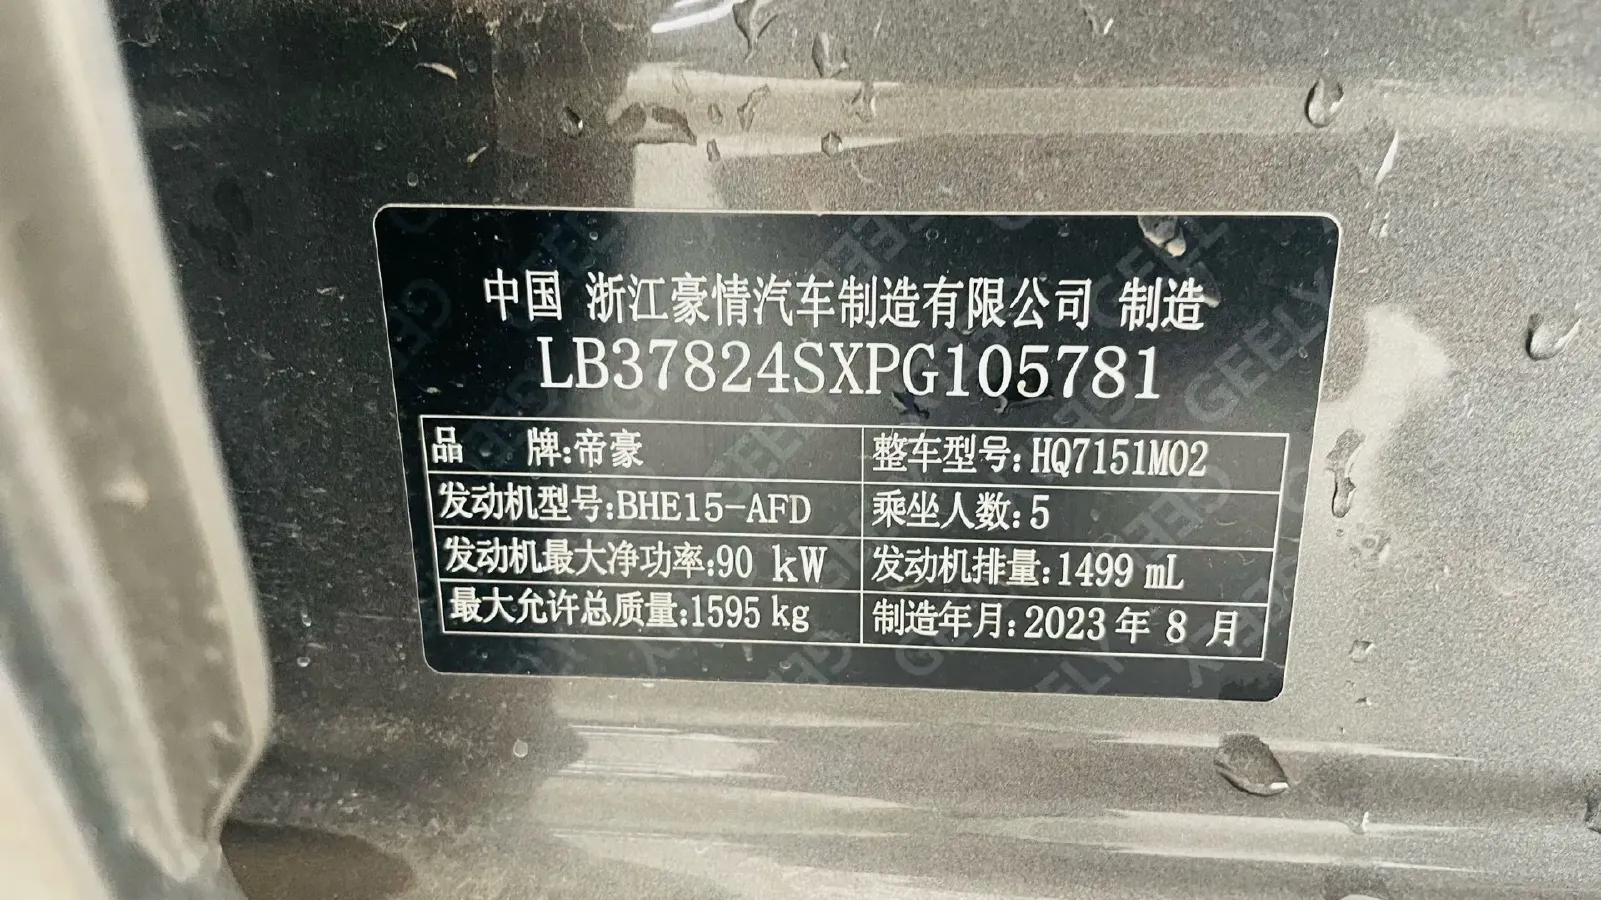 中国 浙江豪情汽车制造有限公司 制造
LB37824SXPG105781
品 牌:帝豪
整车型号:HQ7151M02
发动机型号:BHE15-AFD
乘坐人数:5
发动机最大净功率:90 kW
发动机排量:1499 mL
最大允许总质量:1595 kg
制造年月:2023 年 8 月
GEELY